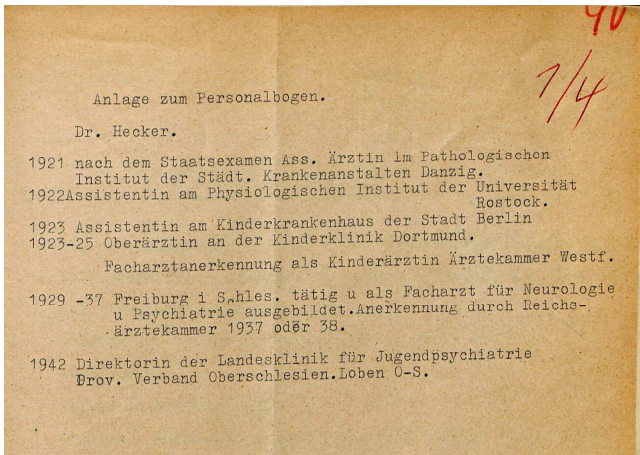 40
1/4
Anlage zum Personalbogen.
Dr. Hecker.
1921 nach dem Staatsexamen Ass. Ärztin im Pathologischen
Institut der Städt. Krankenanstalten Danzig.
1922Assistentin am Physiologischen Institut der Universität
Rostock.
1923 Assistentin am Kinderkrankenhaus der Stadt Berlin
1923-25 Oberärztin an der Kinderklinik Dortmund.
Facharztanerkennung als Kinderärztin Ärztekammer Westf.
1929 -37 Freiburg i Schles. tätig u als Facharzt für Neurologie
u Psychiatrie ausgebildet.Anerkennung durch Reichs-
ärztekammer 1937 oder 38.
1942 Direktorin der Landesklinik für Jugendpsychiatrie
Prov. Verband Oberschlesien.Loben O-S.